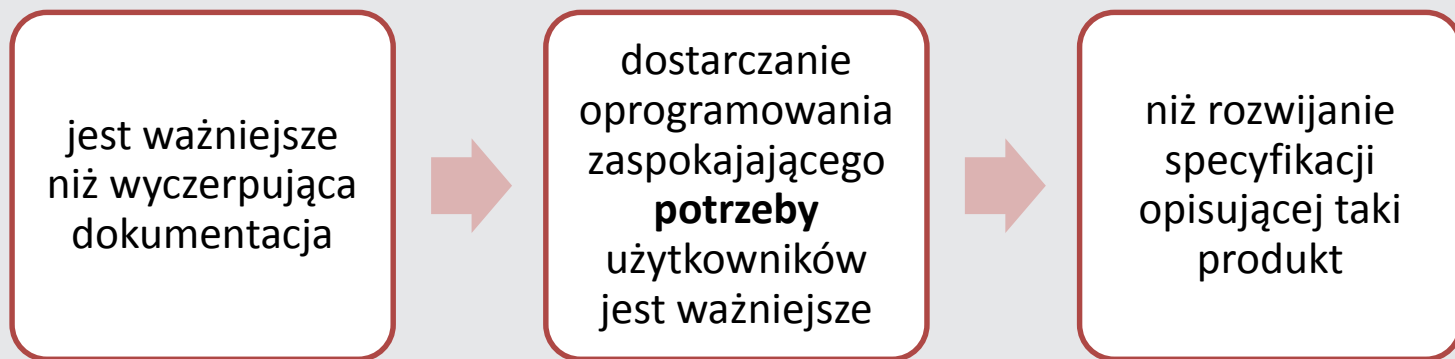 jest ważniejsze
niż wyczerpująca
dokumentacja
dostarczanie
oprogramowania
zaspokajającego
potrzeby
użytkowników
jest ważniejsze
niż rozwijanie
specyfikacji
opisującej taki
produkt